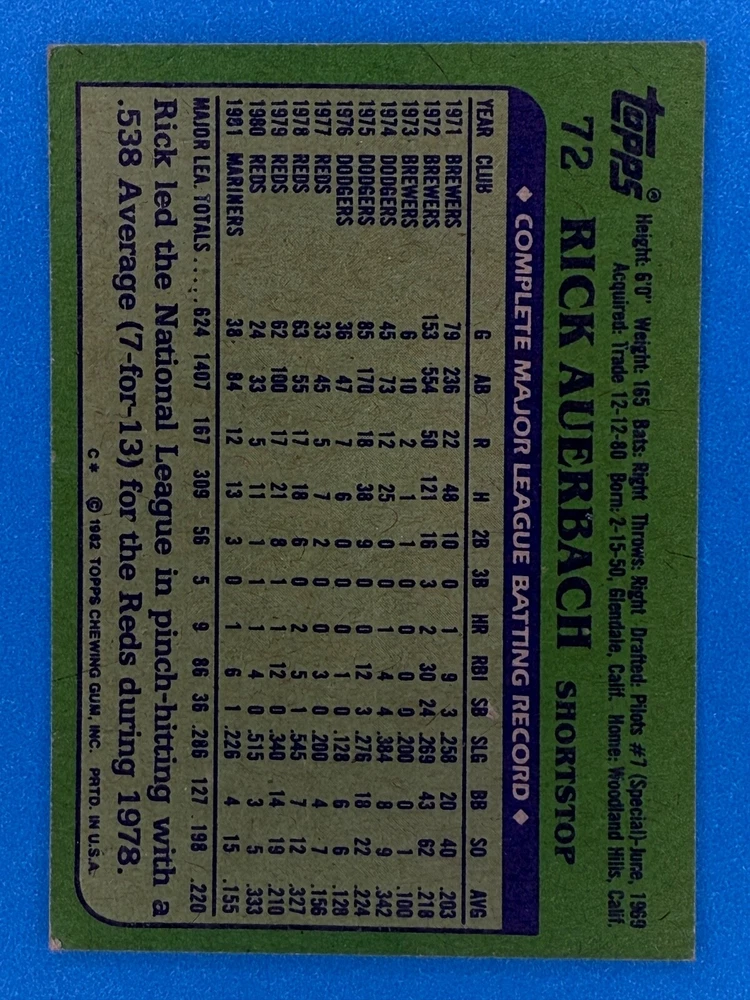 topps®
Height: 6'0" Weight: 165 Bats: Right Throws: Right Drafted: Pilots #7 (Special)-June, 1969
Acquired: Trade 12-12-80 Born: 2-15-50, Glendale, Calif. Home: Woodland Hills, Calif.
72 RICK AUERBACH SHORTSTOP
◆ COMPLETE MAJOR LEAGUE BATTING RECORD ◆
YEAR CLUB G AB R H 2B 3B HR RBI SB SLG BB SO AVG
1971 BREWERS 79 236 22 48 10 0 1 9 3 .258 20 40 .203
1972 BREWERS 153 554 50 121 16 3 2 30 24 .269 43 62 .218
1973 BREWERS 6 10 2 1 1 0 0 0 0 .200 0 1 .100
1974 DODGERS 45 73 12 25 0 0 1 4 4 .384 8 9 .342
1975 DODGERS 85 170 18 38 9 0 0 12 3 .276 18 22 .224
1976 DODGERS 36 47 7 6 0 0 0 1 0 .128 6 6 .128
1977 REDS 33 45 5 7 2 0 0 3 0 .200 4 7 .156
1978 REDS 63 55 17 18 6 0 2 5 1 .545 7 12 .327
1979 REDS 62 100 17 21 8 1 1 12 0 .340 14 19 .210
1980 REDS 24 33 5 11 1 1 1 4 0 .515 3 5 .333
1981 MARINERS 38 84 12 13 3 0 1 6 1 .226 4 15 .155
MAJOR LEA. TOTALS..... 624 1407 167 309 56 5 9 86 36 .286 127 198 .220
Rick led the National League in pinch-hitting with a
.538 Average (7-for-13) for the Reds during 1978.
C* © 1982 TOPPS CHEWING GUM, INC. PRTD. IN U.S.A.